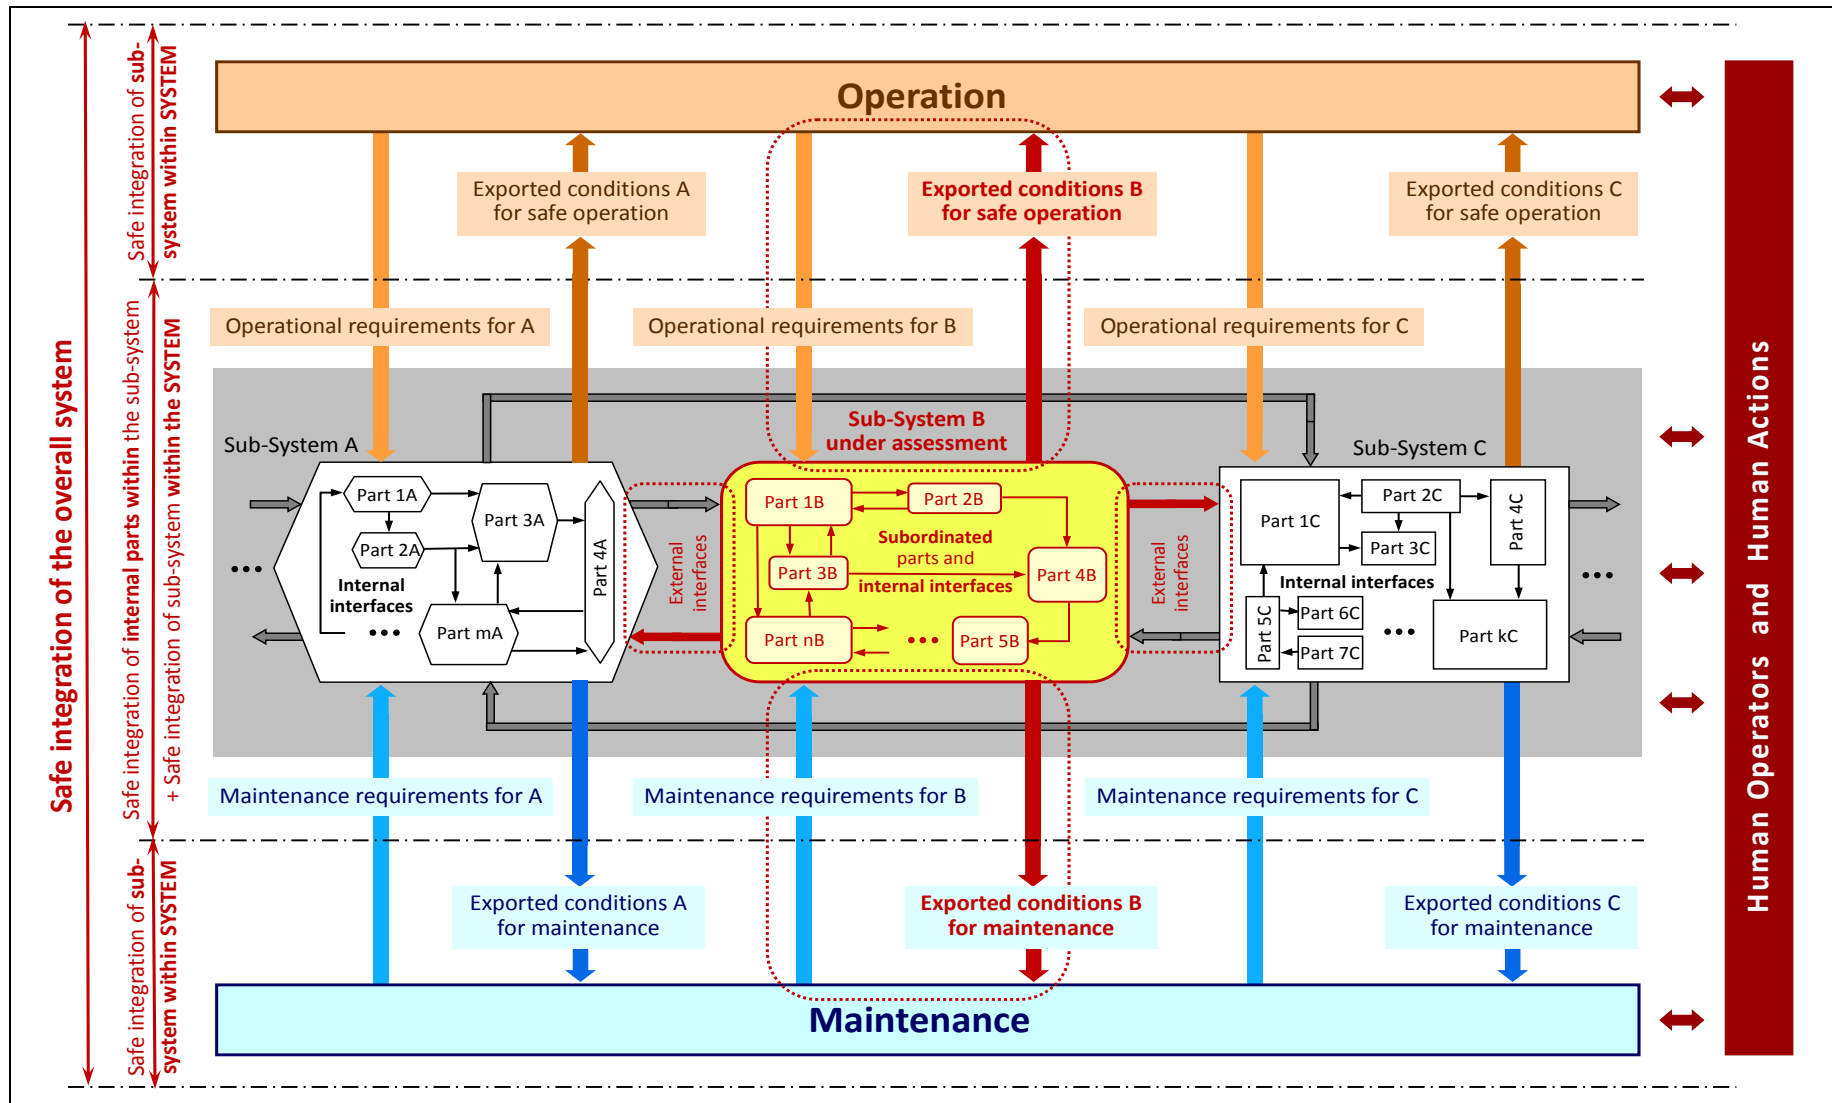 Operation
Exported conditions A
for safe operation
Exported conditions B
for safe operation
Exported conditions C
for safe operation
Operational requirements for A
Operational requirements for B
Operational requirements for C
Safe integration of the overall system
Safe integration of sub-
system within SYSTEM
Safe integration of internal parts within the sub-system
+ Safe integration of sub-system within the SYSTEM
Safe integration of sub-
system within SYSTEM
Sub-System A
Part 1A
Part 2A
Part 3A
Part 4A
Internal
interfaces
•••
Part mA
•••
External
interfaces
Sub-System B
under assessment
Part 1B
Part 2B
Subordinated
parts and
internal interfaces
Part 3B
Part 4B
Part nB
•••
Part 5B
External
interfaces
Sub-System C
Part 1C
Part 2C
Part 3C
Part 4C
Internal interfaces
Part 5C
Part 6C
Part 7C
•••
Part kC
•••
Maintenance requirements for A
Maintenance requirements for B
Maintenance requirements for C
Exported conditions A
for maintenance
Exported conditions B
for maintenance
Exported conditions C
for maintenance
Maintenance
Human Operators and Human Actions